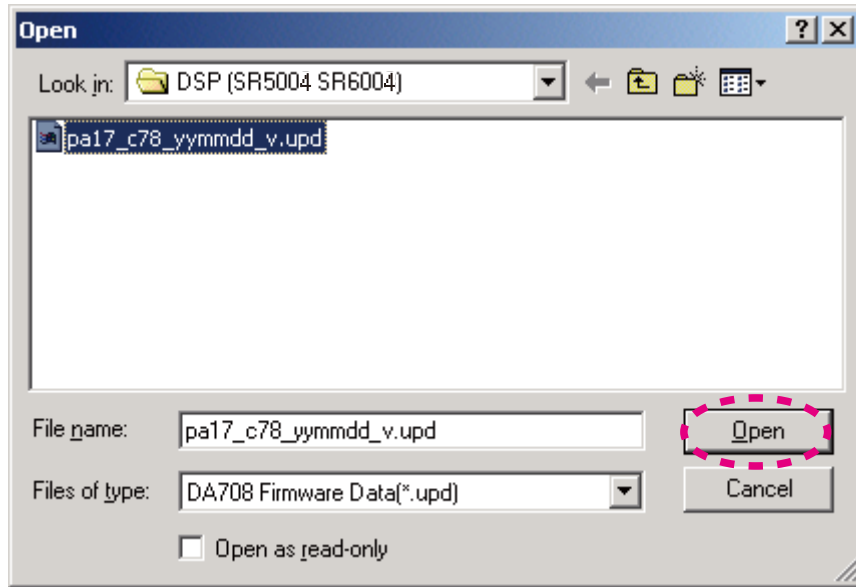 Open
Look in: DSP (SR5004 SR6004)
pa17_c78_yymmdd_v.upd
File name: pa17_c78_yymmdd_v.upd Open
Files of type: DA708 Firmware Data(*.upd) Cancel
Open as read-only